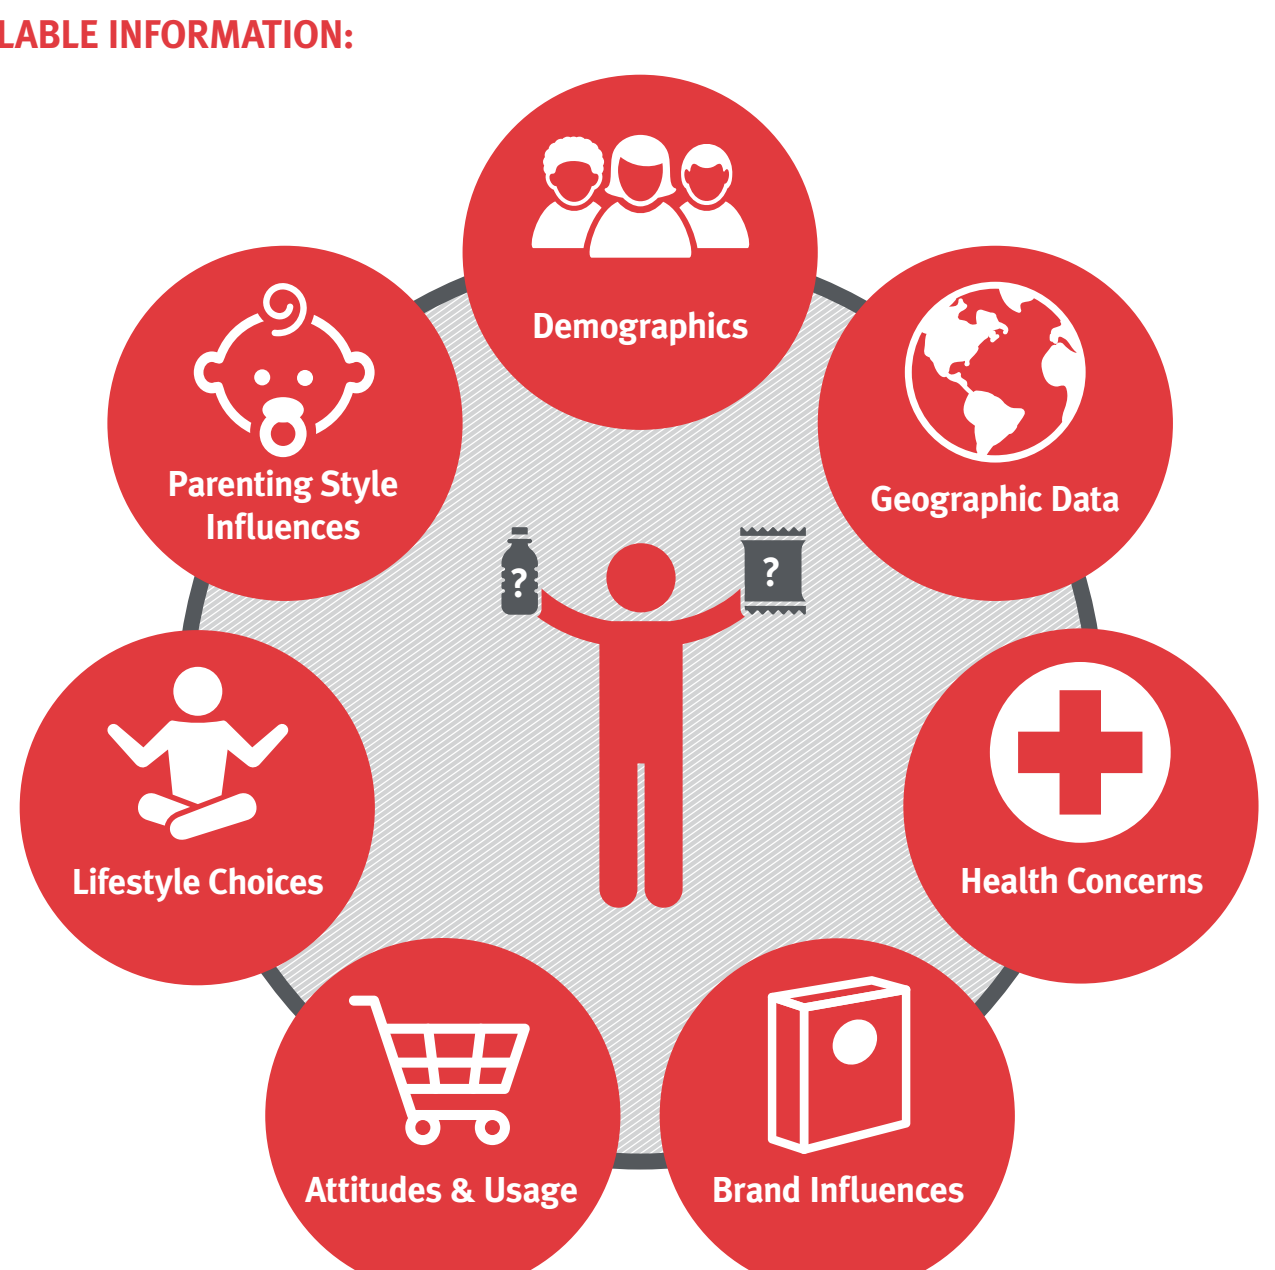 LABLE INFORMATION:
Demographics
Parenting Style
Influences
Geographic Data
?
?
Lifestyle Choices
Health Concerns
Attitudes & Usage
Brand Influences